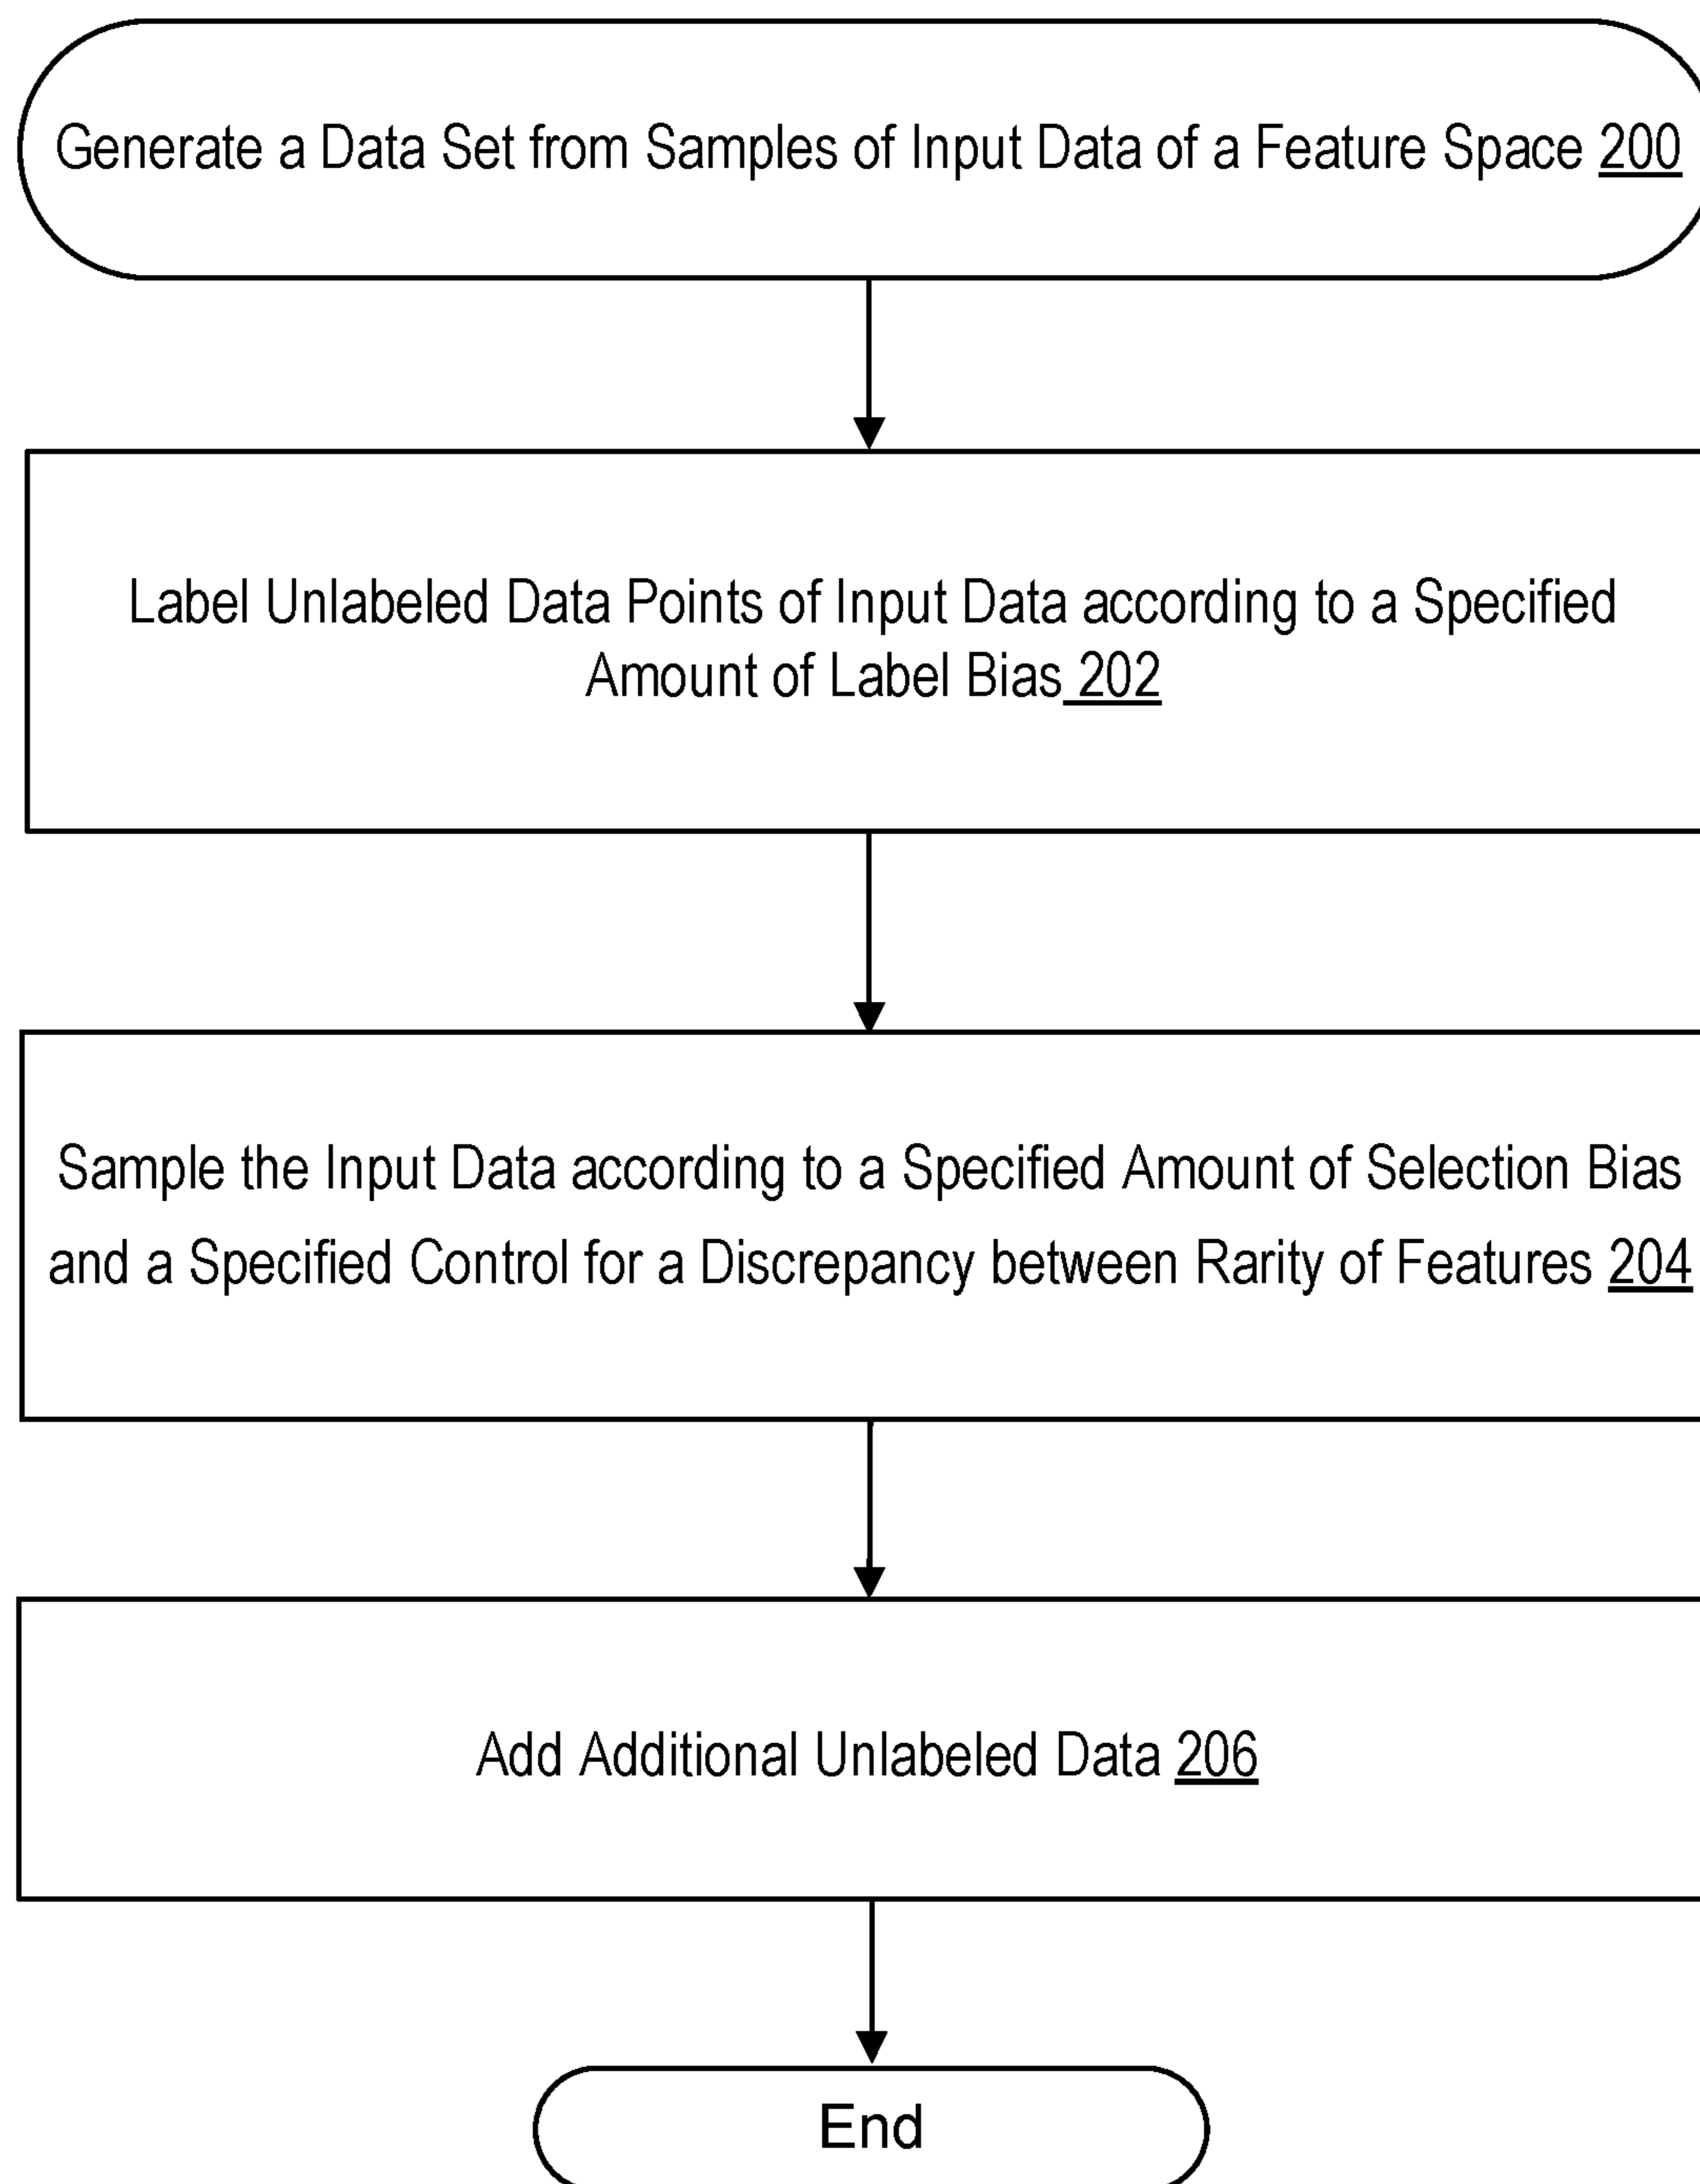 Generate a Data Set from Samples of Input Data of a Feature Space 200
Label Unlabeled Data Points of Input Data according to a Specified
Amount of Label Bias 202
Sample the Input Data according to a Specified Amount of Selection Bias
and a Specified Control for a Discrepancy between Rarity of Features 204
Add Additional Unlabeled Data 206
End